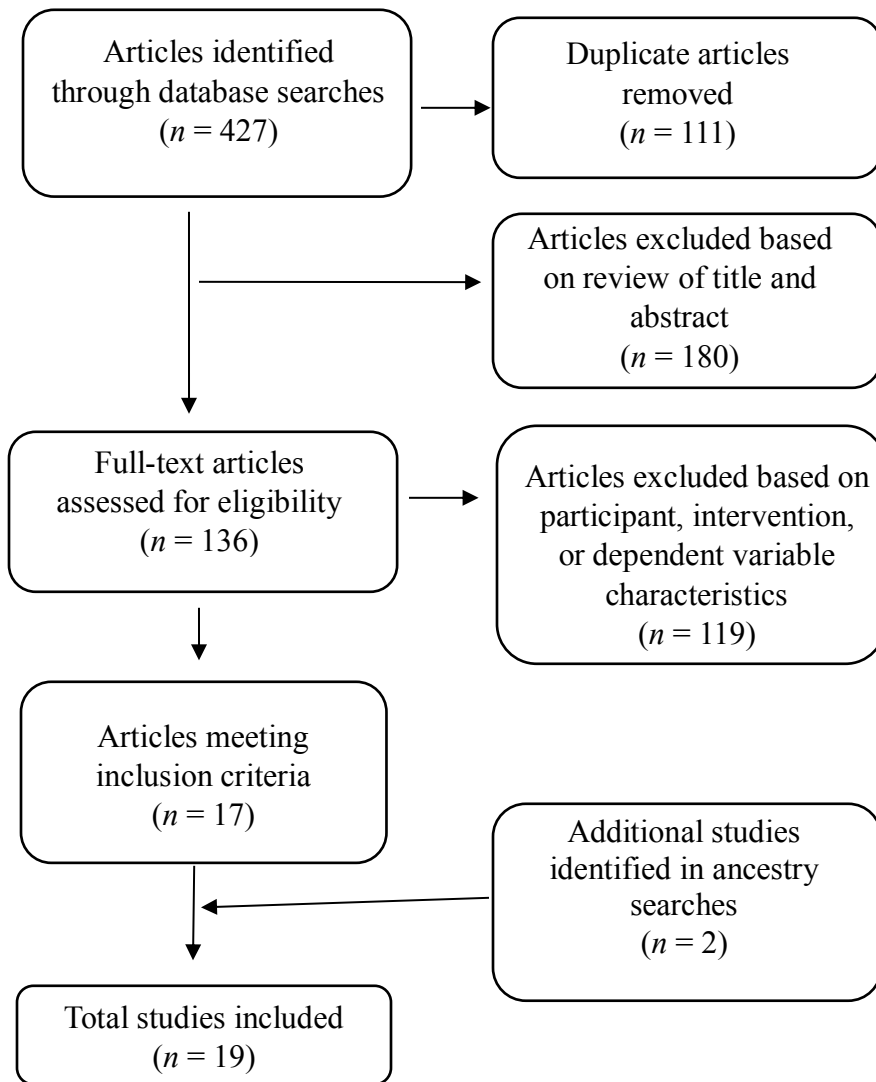 Articles identified
through database searches
(n = 427)
Duplicate articles
removed
(n = 111)
Articles excluded based
on review of title and
abstract
(n = 180)
Full-text articles
assessed for eligibility
(n = 136)
Articles excluded based on
participant, intervention,
or dependent variable
characteristics
(n = 119)
Articles meeting
inclusion criteria
(n = 17)
Additional studies
identified in ancestry
searches
(n = 2)
Total studies included
(n = 19)